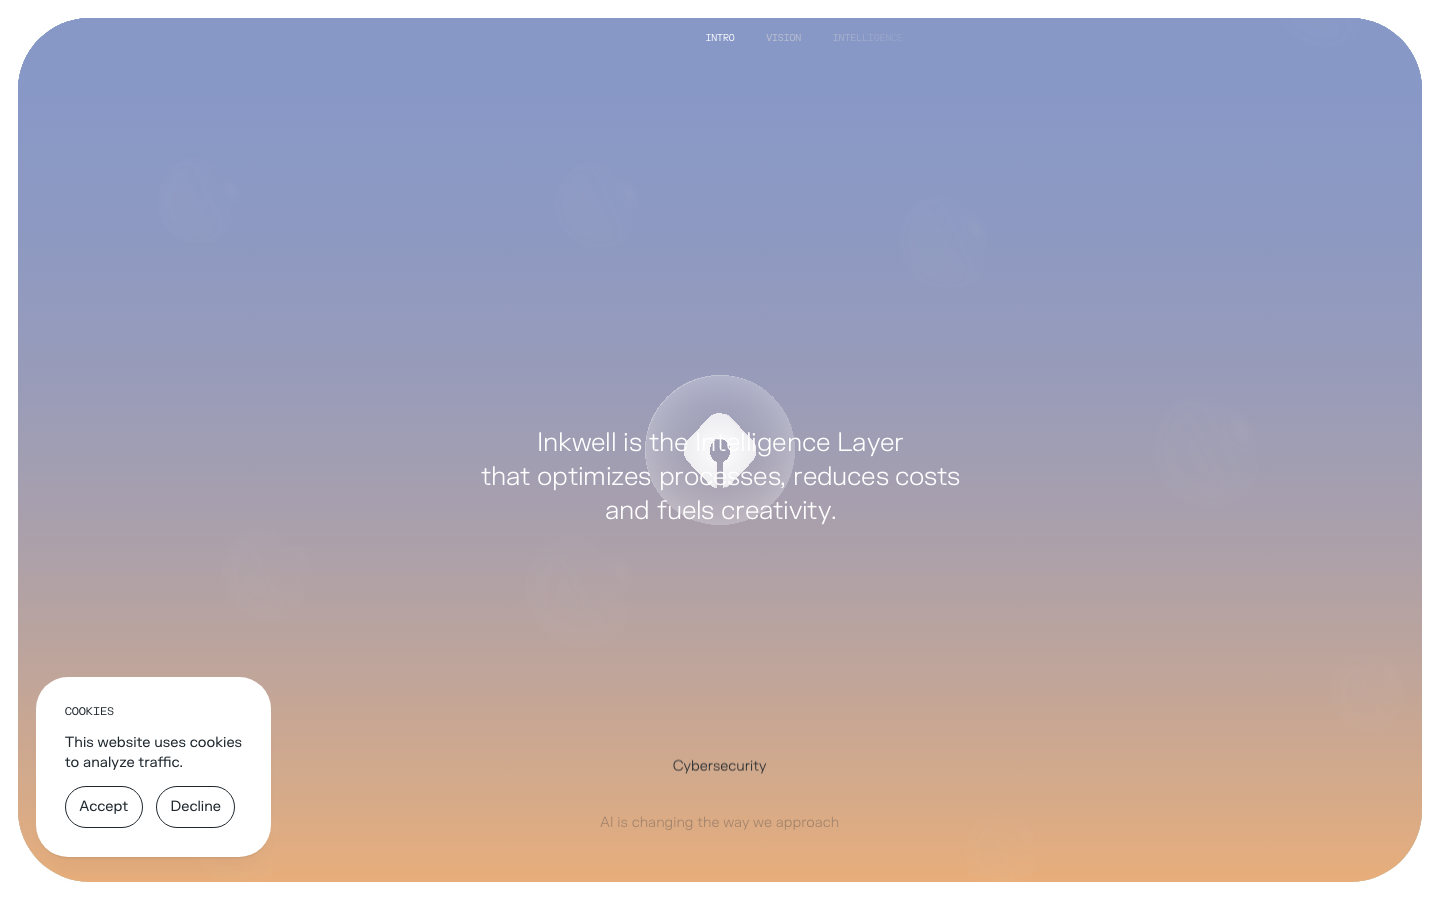 INTRO VISION INTELLIGENCE
Inkwell is the Intelligence Layer
that optimizes processes, reduces costs
and fuels creativity.
COOKIES
This website uses cookies
to analyze traffic.
Accept Decline
Cybersecurity
AI is changing the way we approach